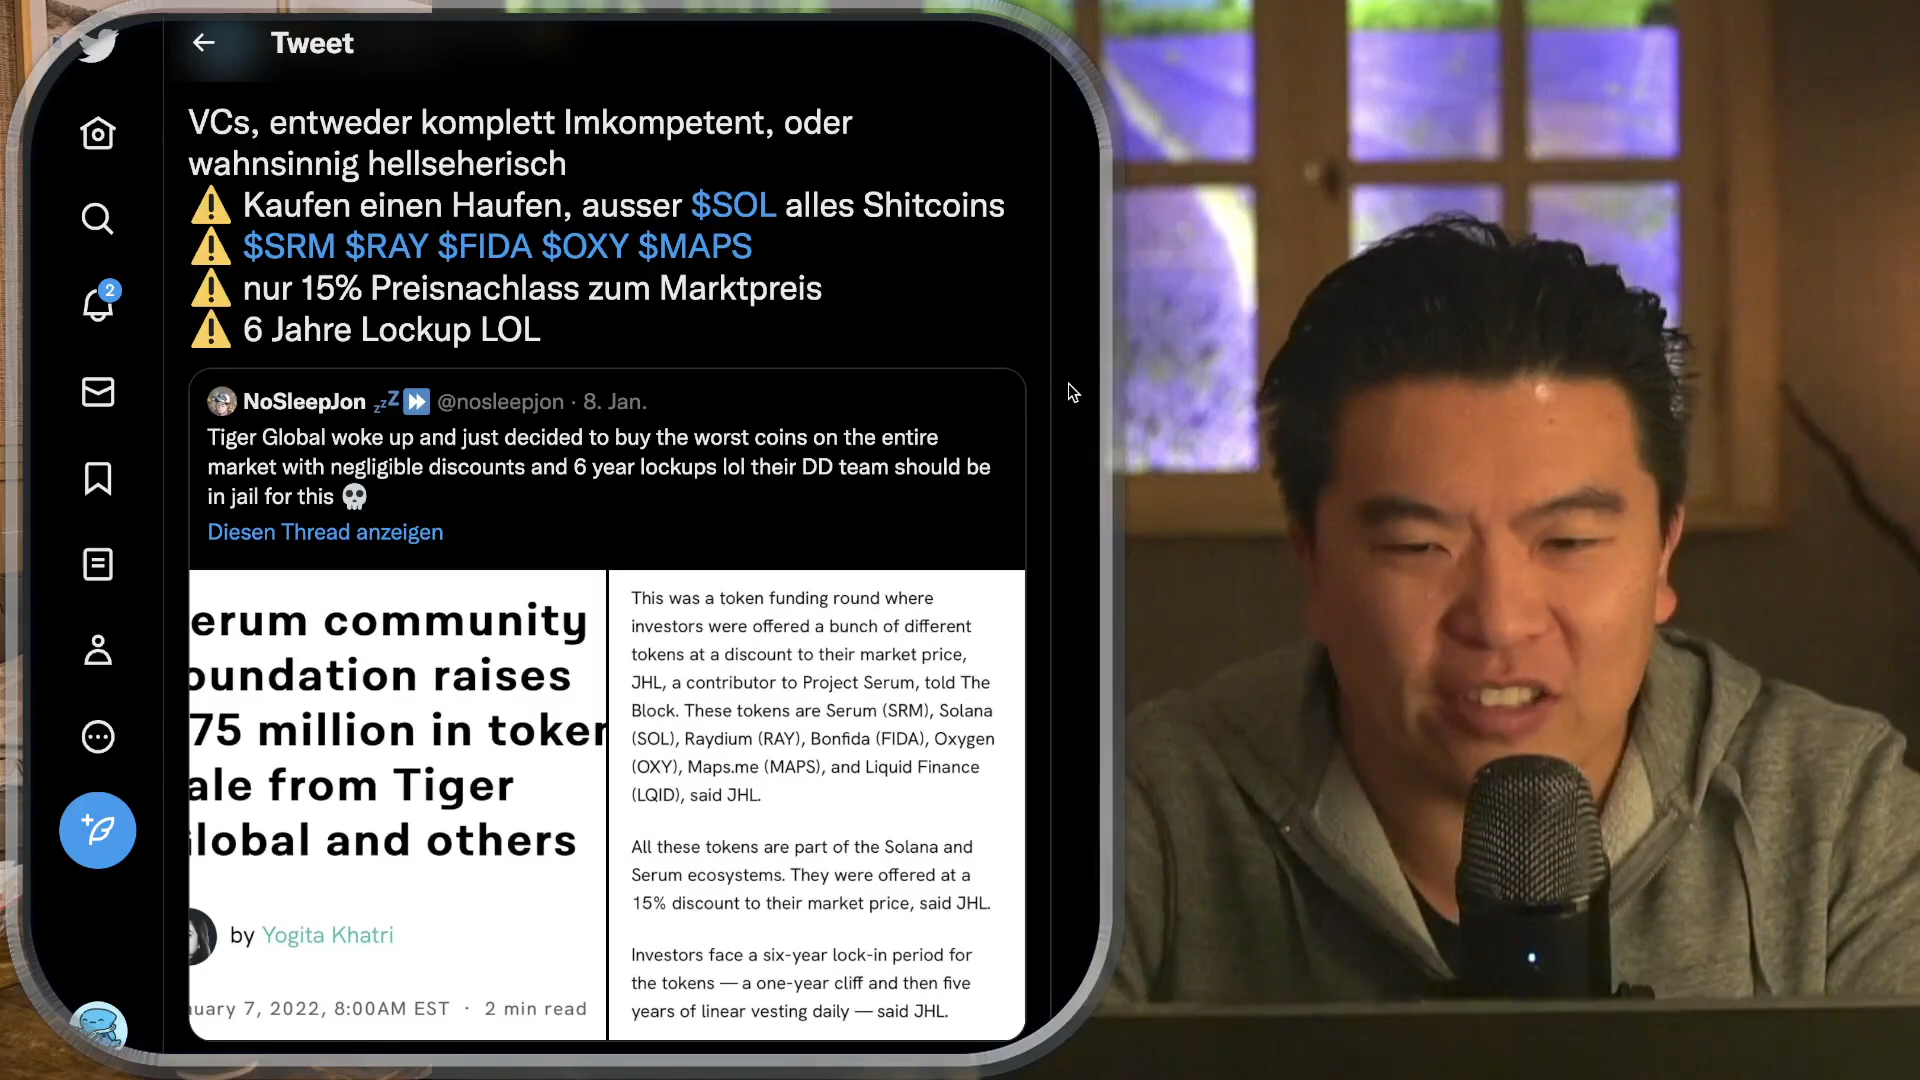 Tweet
VCs, entweder komplett Imkompetent, oder
wahnsinnig hellseherisch
⚠️ Kaufen einen Haufen, ausser $SOL alles Shitcoins
⚠️ $SRM $RAY $FIDA $OXY $MAPS
⚠️ nur 15% Preisnachlass zum Marktpreis
⚠️ 6 Jahre Lockup LOL
2
NoSleepJon 💤⏩ @nosleepjon · 8. Jan.
Tiger Global woke up and just decided to buy the worst coins on the entire
market with negligible discounts and 6 year lockups lol their DD team should be
in jail for this 💀
Diesen Thread anzeigen
erum community
oundation raises
75 million in token
ale from Tiger
lobal and others
by Yogita Khatri
uary 7, 2022, 8:00AM EST · 2 min read
This was a token funding round where
investors were offered a bunch of different
tokens at a discount to their market price,
JHL, a contributor to Project Serum, told The
Block. These tokens are Serum (SRM), Solana
(SOL), Raydium (RAY), Bonfida (FIDA), Oxygen
(OXY), Maps.me (MAPS), and Liquid Finance
(LQID), said JHL.
All these tokens are part of the Solana and
Serum ecosystems. They were offered at a
15% discount to their market price, said JHL.
Investors face a six-year lock-in period for
the tokens — a one-year cliff and then five
years of linear vesting daily — said JHL.